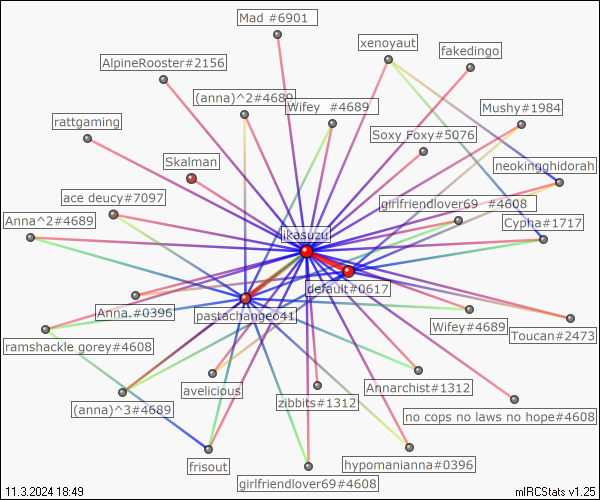 Mad #6901
xenoyaut
fakedingo
AlpineRooster#2156
(anna)^2#4689
Wifey #4689
Mushy#1984
rattgaming
Soxy Foxy#5076
Skalman
neokingghidorah
ace deucy#7097
girlfriendlover69 #4608
Anna^2#4689
ikasuzu
Cypha#1717
default#0617
Anna.#0396
pastachangeo41
Wifey#4689
Toucan#2473
ramshackle gorey#4608
avelicious
Annarchist#1312
zibbits#1312
(anna)^3#4689
no cops no laws no hope#4608
frisout
hypomanianna#0396
girlfriendlover69#4608
11.3.2024 18:49
mIRCStats v1.25